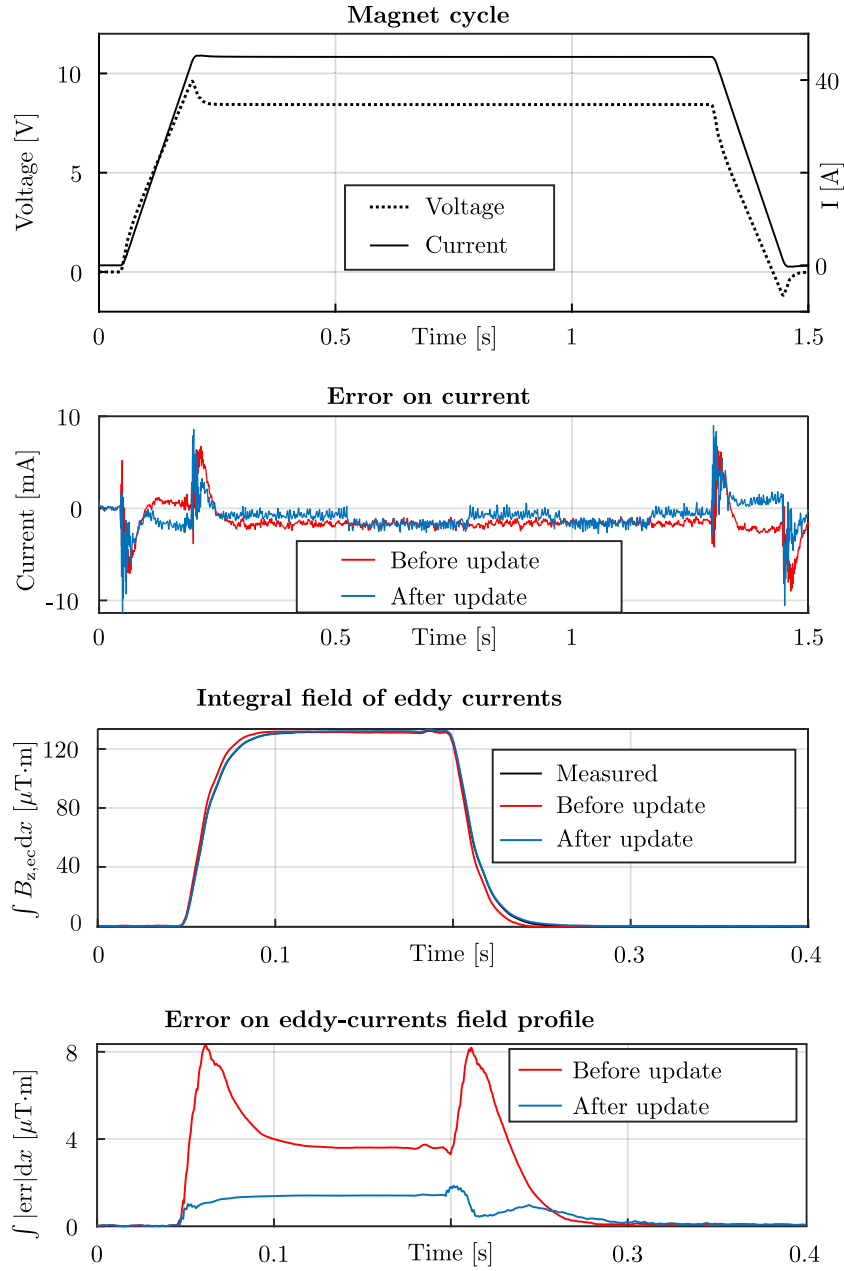 Magnet cycle
Voltage [V]
10
5
0
40
20
0
I [A]
Voltage
Current
0
0.5
Time [s]
1
1.5
Error on current
Current [mA]
10
0
-10
Before update
After update
0
0.5
Time [s]
1
1.5
Integral field of eddy currents
∫ B_{z,ec}dx [μT·m]
120
80
40
0
Measured
Before update
After update
0
0.1
Time [s]
0.3
0.4
Error on eddy-currents field profile
∫ |err|dx [μT·m]
8
4
0
Before update
After update
0
0.1
Time [s]
0.3
0.4